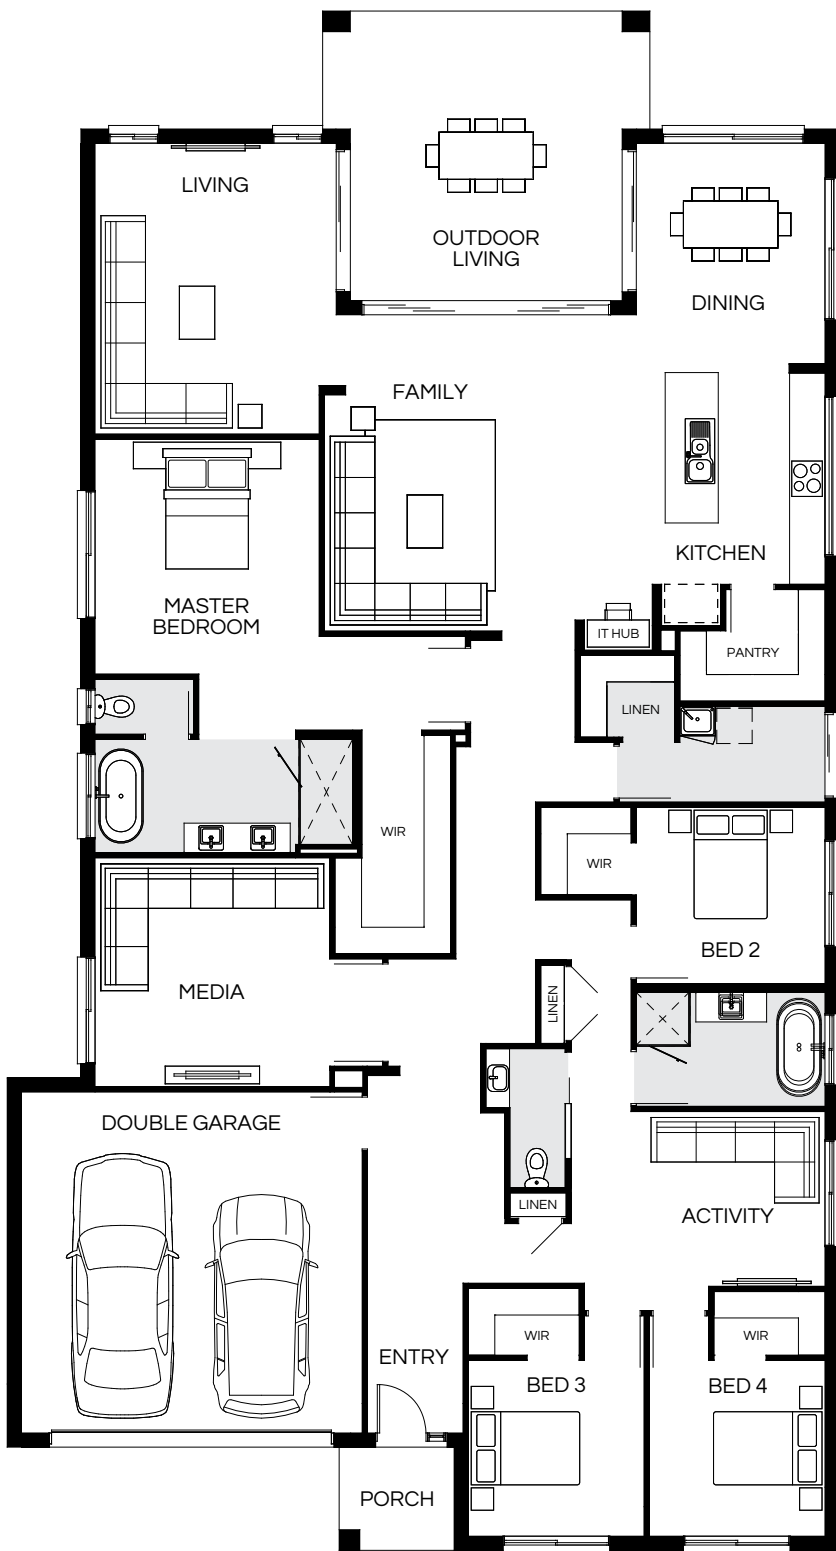 LIVING
OUTDOOR
LIVING
DINING
FAMILY
KITCHEN
MASTER
BEDROOM
IT HUB
PANTRY
LINEN
WIR
WIR
BED 2
MEDIA
LINEN
DOUBLE GARAGE
LINEN
ACTIVITY
WIR
WIR
ENTRY
BED 3
BED 4
PORCH